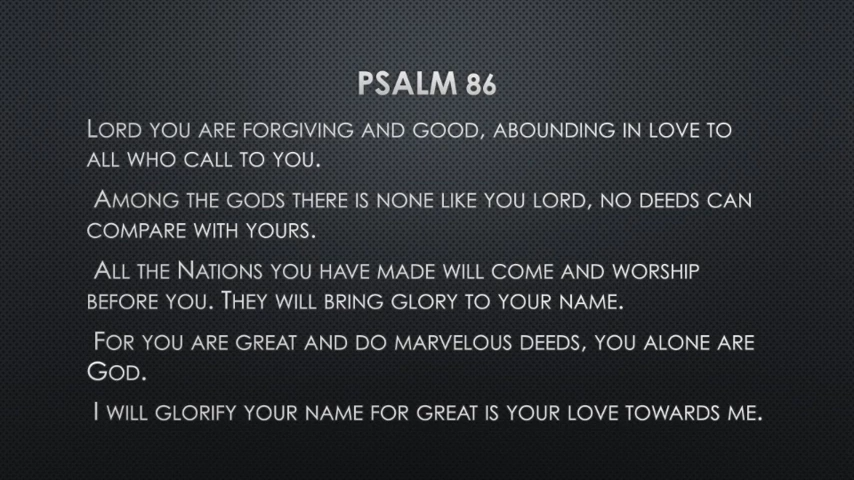 PSALM 86
LORD YOU ARE FORGIVING AND GOOD, ABOUNDING IN LOVE TO
ALL WHO CALL TO YOU.
AMONG THE GODS THERE IS NONE LIKE YOU LORD, NO DEEDS CAN
COMPARE WITH YOURS.
ALL THE NATIONS YOU HAVE MADE WILL COME AND WORSHIP
BEFORE YOU. THEY WILL BRING GLORY TO YOUR NAME.
FOR YOU ARE GREAT AND DO MARVELOUS DEEDS, YOU ALONE ARE
GOD.
I WILL GLORIFY YOUR NAME FOR GREAT IS YOUR LOVE TOWARDS ME.